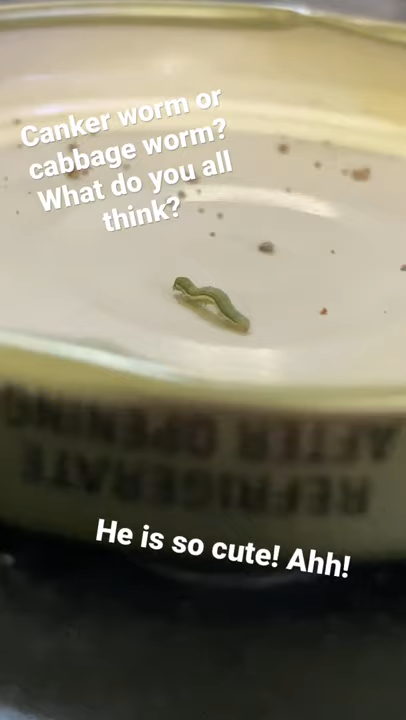 Canker worm or
cabbage worm?
What do you all
think?
AFTER OPENING
REFRIGERATE
He is so cute! Ahh!